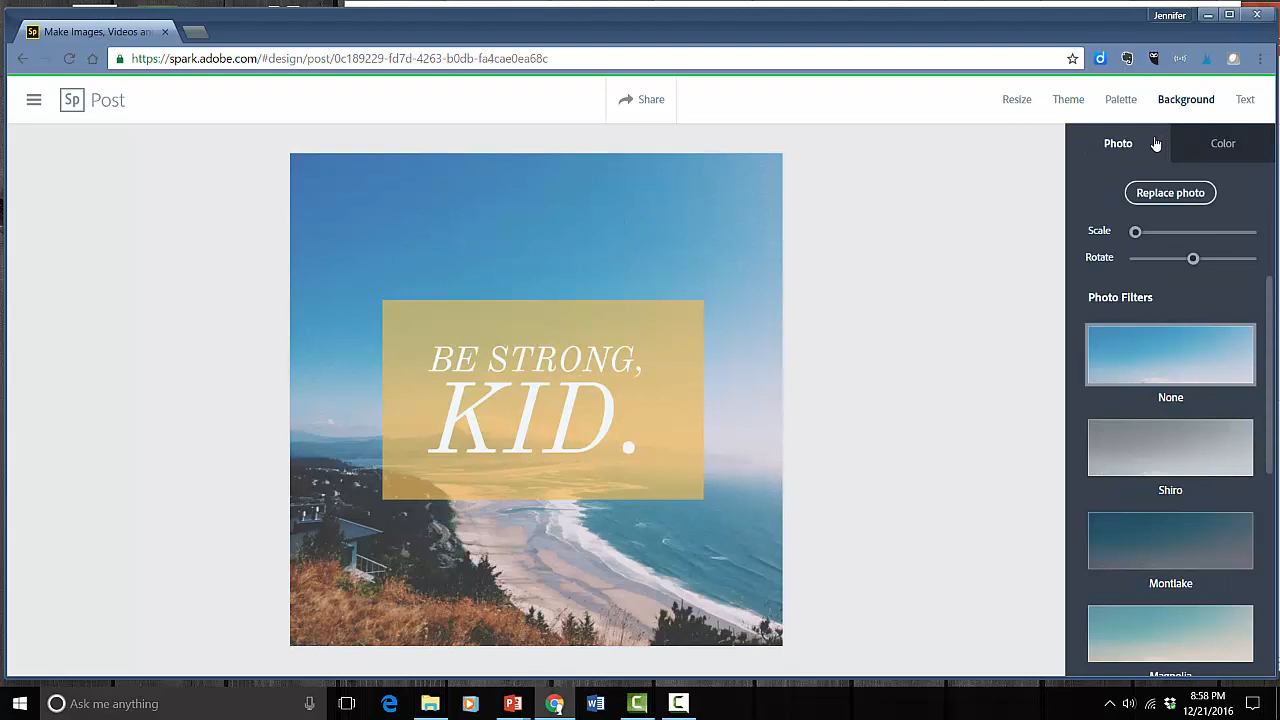 Jennifer
Sp Make Images, Videos an
https://spark.adobe.com/#design/post/0c189229-fd7d-4263-b0db-fa4cae0ea68c
Sp Post
Share
Resize Theme Palette Background Text
Photo Color
Replace photo
Scale
Rotate
Photo Filters
None
Shiro
Montlake
BE STRONG,
KID.
Ask me anything
8:58 PM
12/21/2016